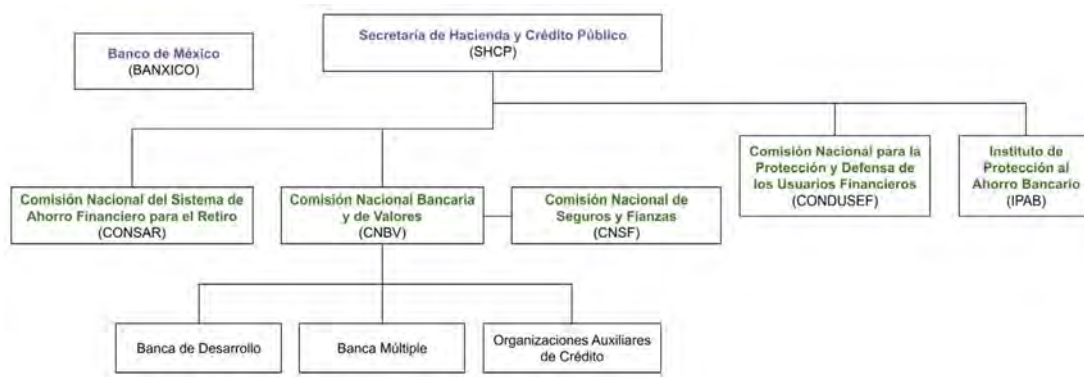 Secretaría de Hacienda y Crédito Público
(SHCP)
Banco de México
(BANXICO)
Comisión Nacional para la
Protección y Defensa de
los Usuarios Financieros
(CONDUSEF)
Instituto de
Protección al
Ahorro Bancario
(IPAB)
Comisión Nacional del Sistema de
Ahorro Financiero para el Retiro
(CONSAR)
Comisión Nacional Bancaria
y de Valores
(CNBV)
Comisión Nacional de
Seguros y Fianzas
(CNSF)
Banca de Desarrollo
Banca Múltiple
Organizaciones Auxiliares
de Crédito